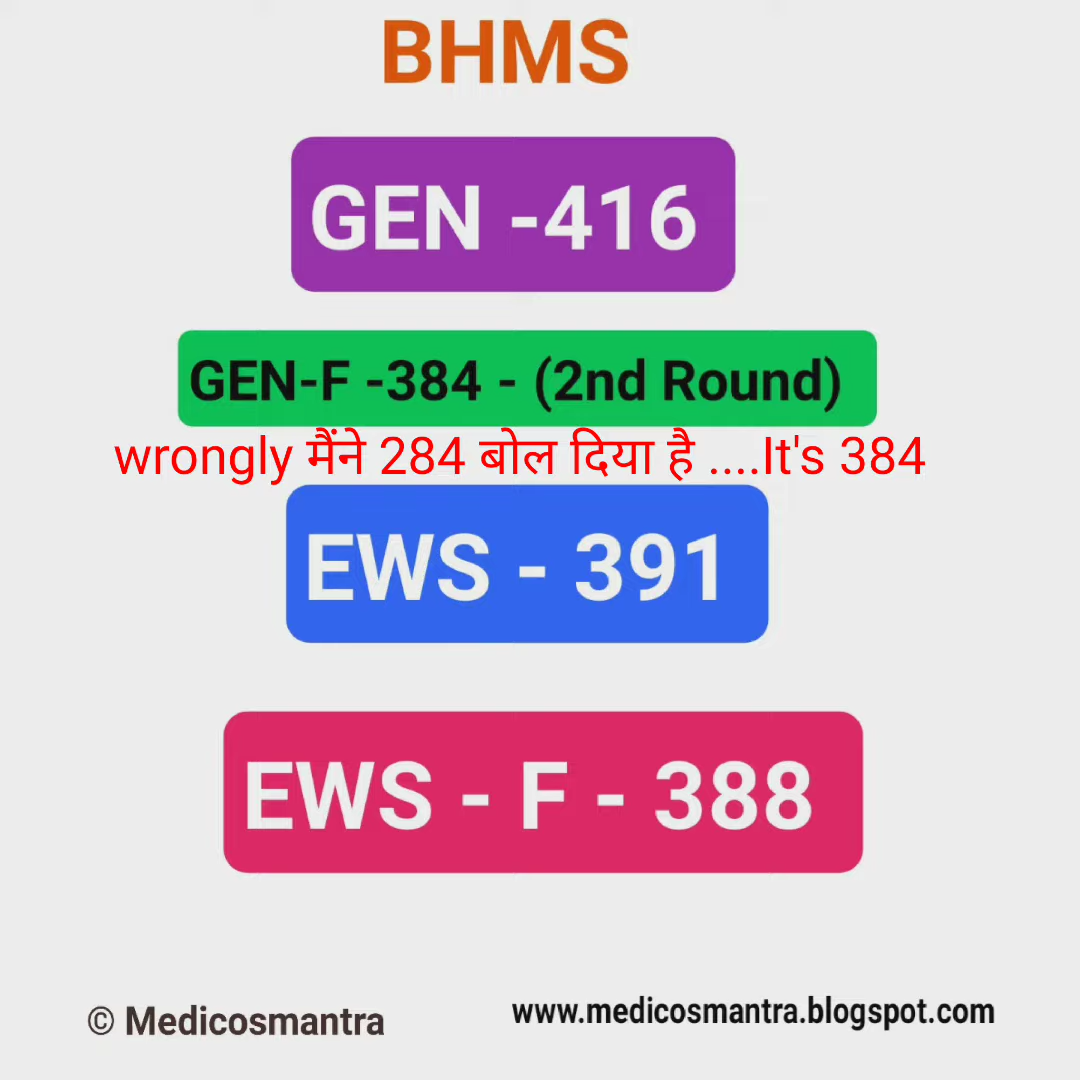 BHMS
GEN -416
GEN-F -384 - (2nd Round)
wrongly मैंने 284 बोल दिया है ....It's 384
EWS - 391
EWS - F - 388
© Medicosmantra
www.medicosmantra.blogspot.com